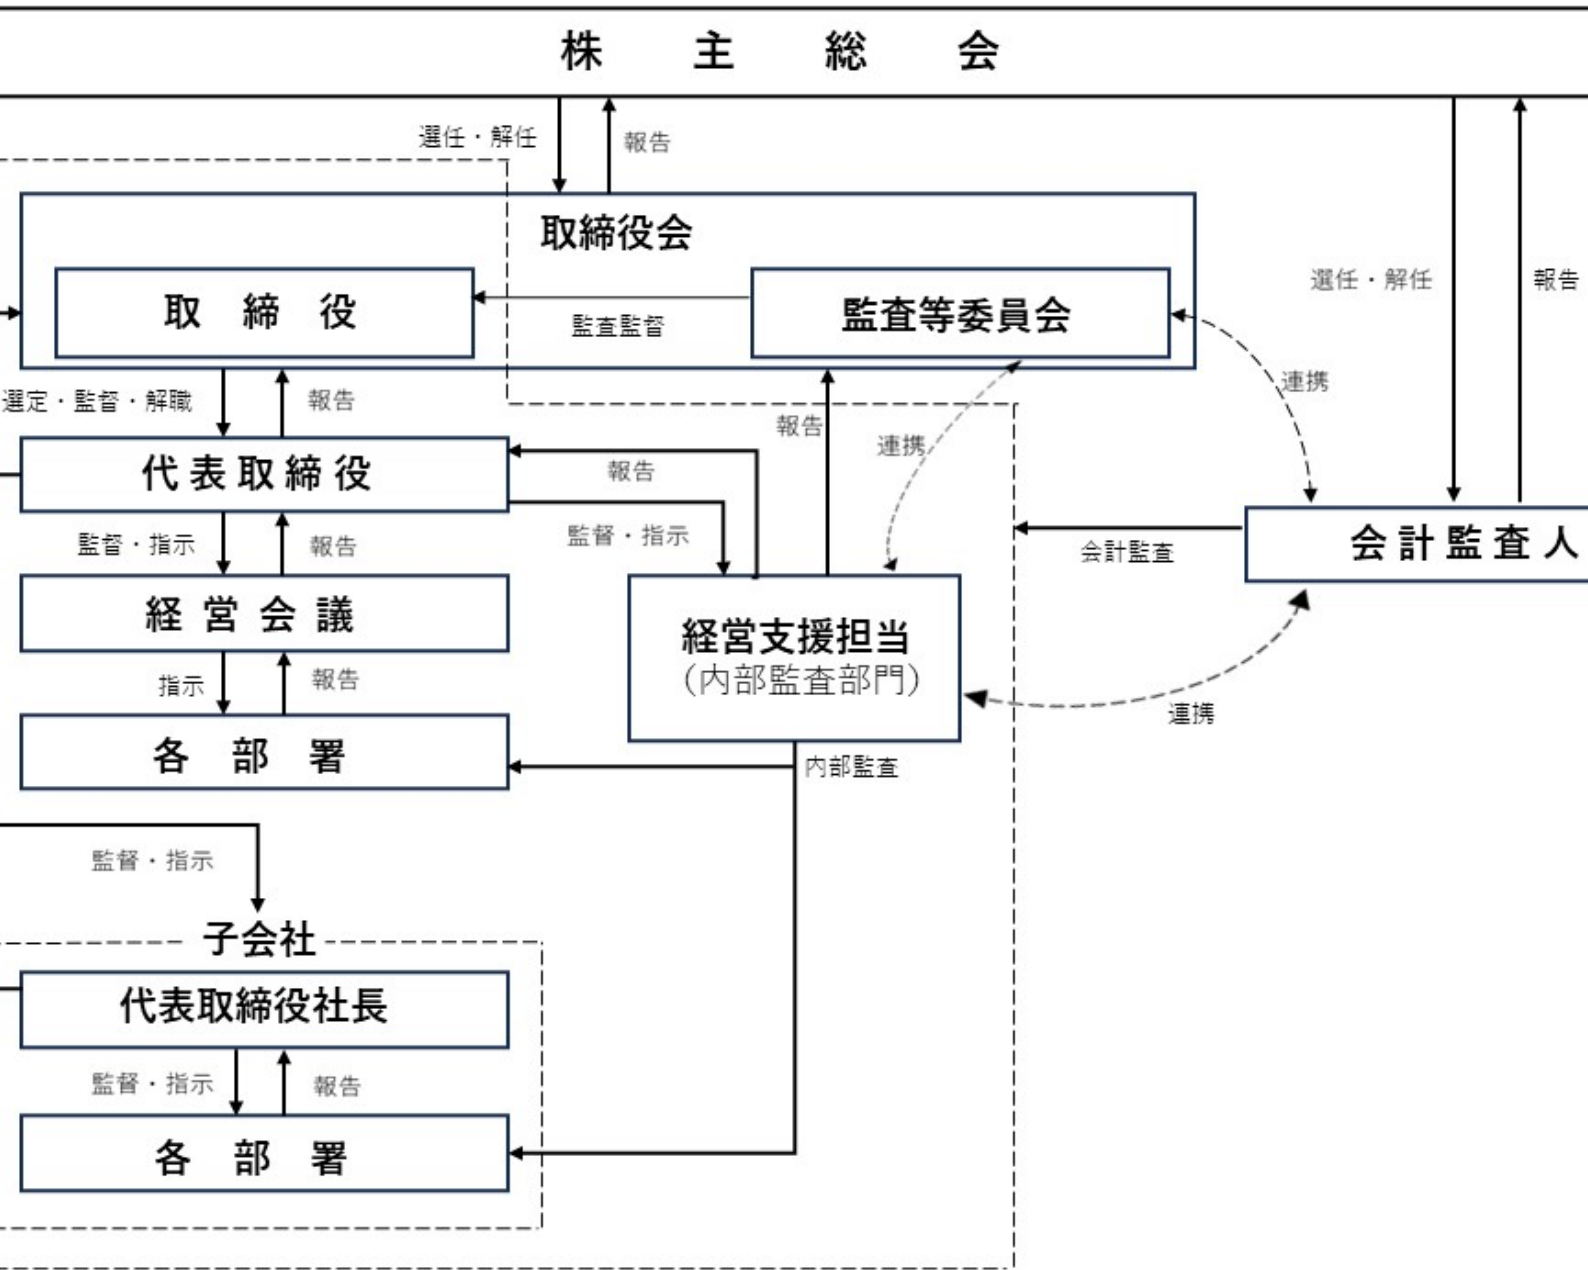 株主総会
選任・解任
報告
取締役会
選任・解任
報告
取締役
監査監督
監査等委員会
連携
選定・監督・解職
報告
報告
連携
代表取締役
報告
監督・指示
監督・指示
報告
会計監査
会計監査人
経営会議
経営支援担当
（内部監査部門）
指示
報告
連携
各部署
内部監査
監督・指示
子会社
代表取締役社長
監督・指示
報告
各部署